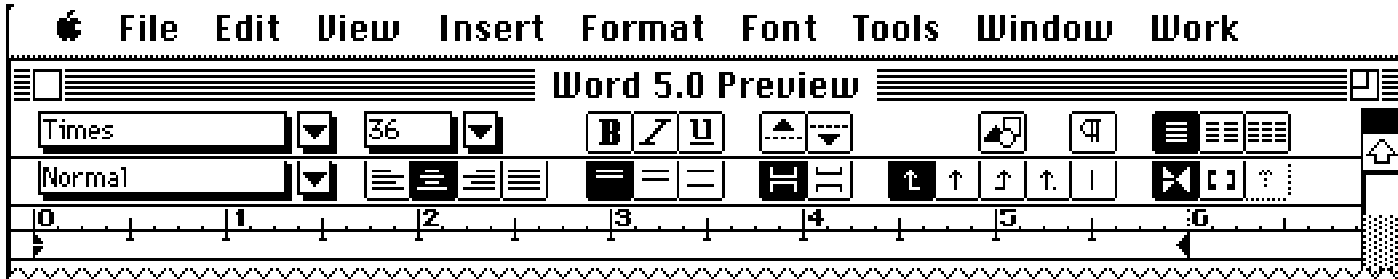 File Edit View Insert Format Font Tools Window Work
Word 5.0 Preview
Times 36 B I U ¶
Normal
0 1 2 3 4 5 6